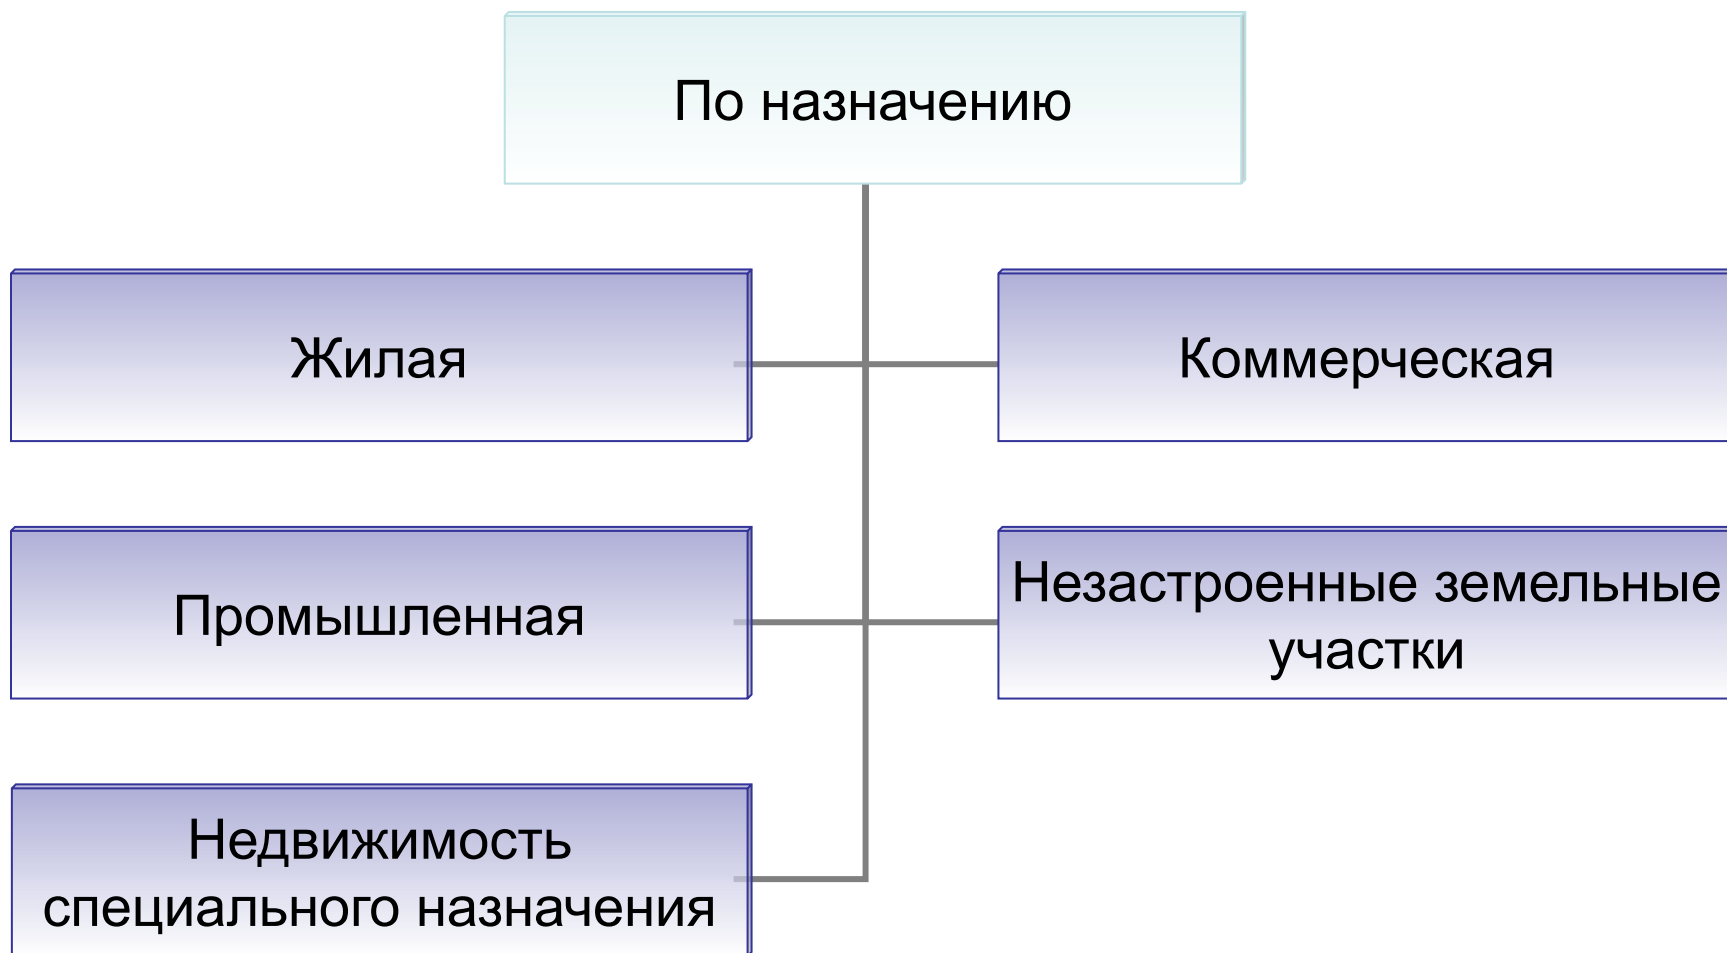 По назначению
Жилая
Коммерческая
Промышленная
Незастроенные земельные
участки
Недвижимость
специального назначения